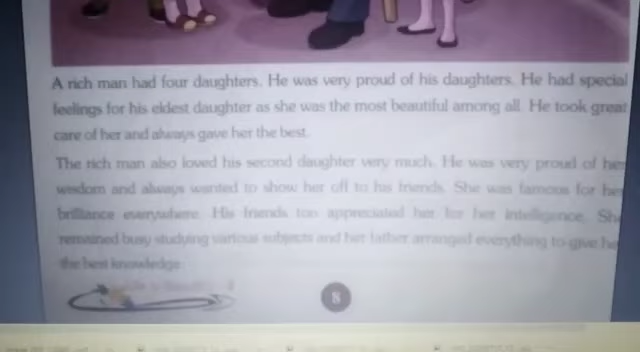 A rich man had four daughters. He was very proud of his daughters. He had special
feelings for his eldest daughter as she was the most beautiful among all. He took great
care of her and always gave her the best.
The rich man also loved his second daughter very much. He was very proud of her
wisdom and always wanted to show her off to his friends. She was famous for her
brilliance everywhere. His friends too appreciated her for her intelligence. She
remained busy studying various subjects and her father arranged everything to give he
the best knowledge.
8